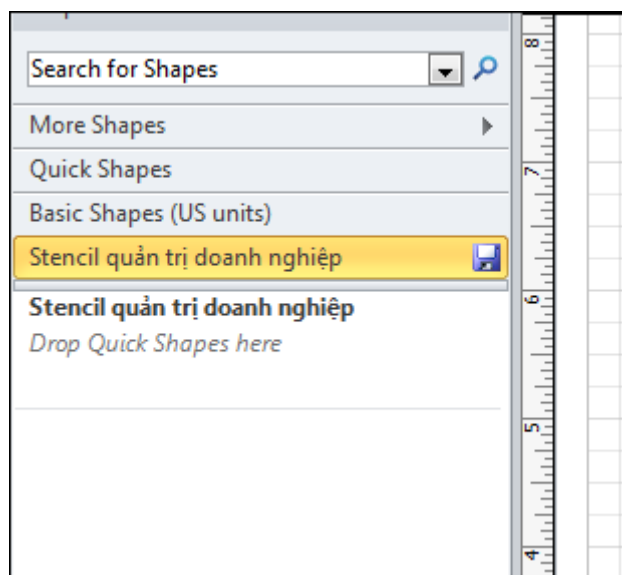 Search for Shapes
More Shapes
Quick Shapes
Basic Shapes (US units)
Stencil quản trị doanh nghiệp
Stencil quản trị doanh nghiệp
Drop Quick Shapes here
8
7
6
5
4